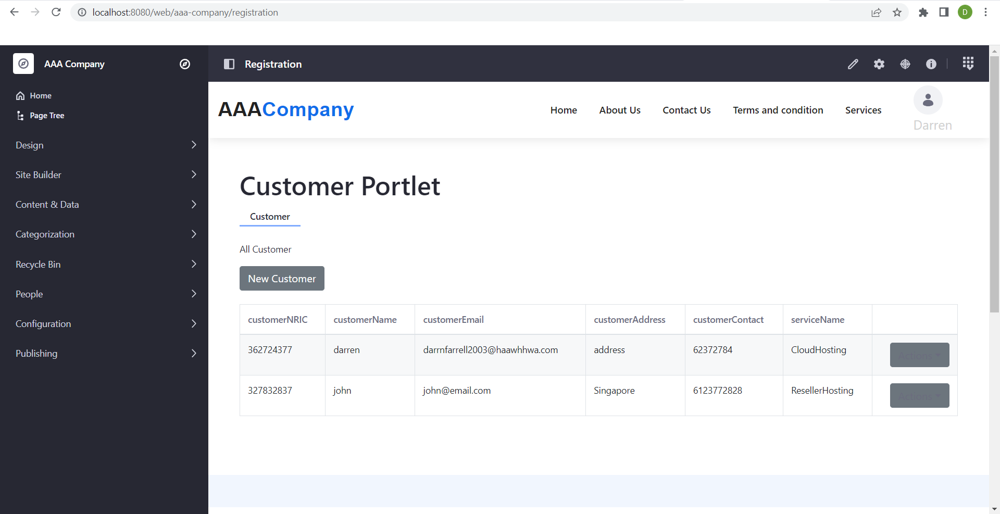 localhost:8080/web/aaa-company/registration
D
AAA Company
Registration
Home
Page Tree
Design
Site Builder
Content & Data
Categorization
Recycle Bin
People
Configuration
Publishing
AAACompany
Home About Us Contact Us Terms and condition Services
Darren
Customer Portlet
Customer
All Customer
New Customer
customerNRIC customerName customerEmail customerAddress customerContact serviceName
362724377 darren darrnfarrell2003@haawhhwa.com address 62372784 CloudHosting Actions
327832837 john john@email.com Singapore 6123772828 ResellerHosting Actions